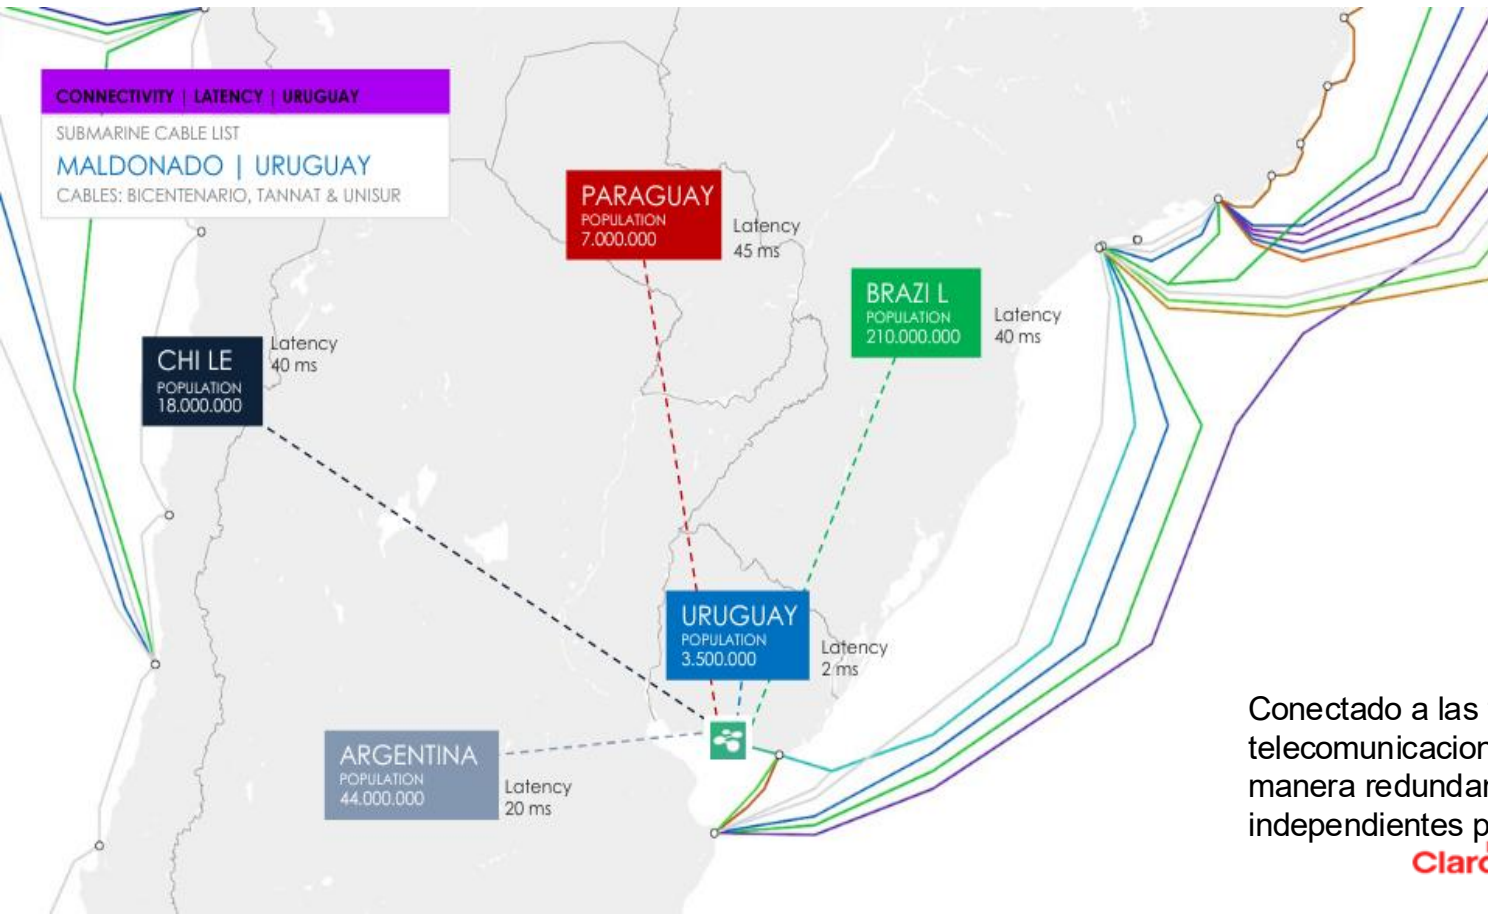 CONNECTIVITY | LATENCY | URUGUAY
SUBMARINE CABLE LIST
MALDONADO | URUGUAY
CABLES: BICENTENARIO, TANNAT & UNISUR
PARAGUAY
POPULATION
7.000.000
Latency
45 ms
BRAZI L
POPULATION
210.000.000
Latency
40 ms
CHI LE
POPULATION
18.000.000
Latency
40 ms
URUGUAY
POPULATION
3.500.000
Latency
2 ms
ARGENTINA
POPULATION
44.000.000
Latency
20 ms
Conectado a las
telecomunicacion
manera redundan
independientes p
Claro